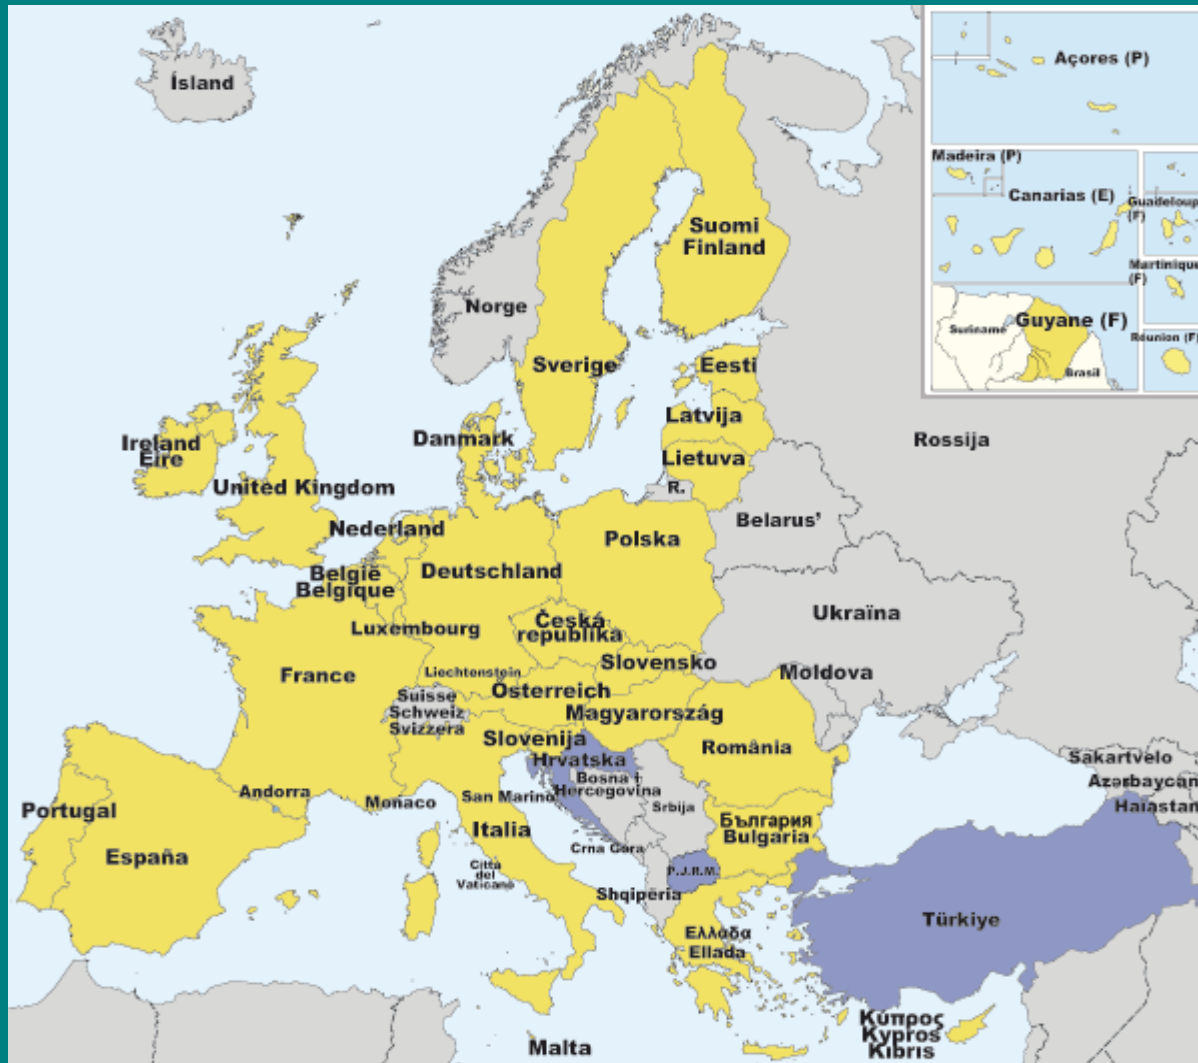 Ísland
Açores (P)
Madeira (P)
Canarias (E)
Guadeloup
(F)
Martinique
(F)
Suriname
Guyane (F)
Brasil
Réunion (F)
Suomi
Finland
Norge
Sverige
Eesti
Latvija
Lietuva
R.
Rossija
Danmark
Ireland
Éire
United Kingdom
Nederland
België
Belgique
Deutschland
Polska
Belarus'
Ukraïna
Luxembourg
Česká
republika
Slovensko
Moldova
France
Liechtenstein
Österreich
Suisse
Schweiz
Svizzera
Magyarország
Slovenija
România
Hrvatska
Bosna i
Hercegovina
Srbija
Sakartvelo
Azərbaycan
Haïastan
Andorra
Monaco
San Marino
Portugal
España
Italia
България
Bulgaria
Crna Gora
Città
del
Vaticano
P.J.R.M.
Shqipëria
Türkiye
Ελλάδα
Ellada
Κύπρος
Kypros
Kıbrıs
Malta